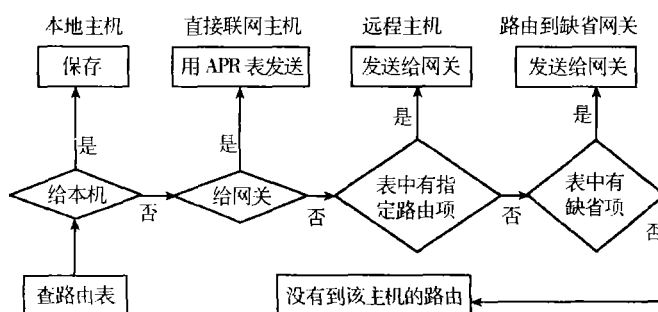 本地主机 直接联网主机 远程主机 路由到缺省网关
保存 用 APR 表发送 发送给网关 发送给网关
是 是 是 是
给本机 给网关 表中有指 表中有
定路由项 缺省项
否 否 否 否
查路由表 没有到该主机的路由